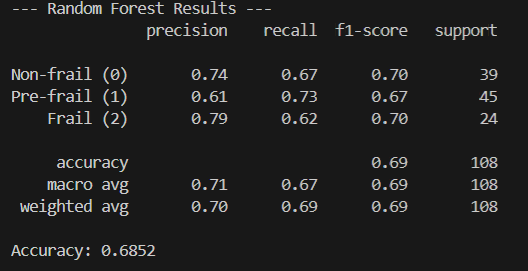 --- Random Forest Results ---
precision recall f1-score support
Non-frail (0) 0.74 0.67 0.70 39
Pre-frail (1) 0.61 0.73 0.67 45
Frail (2) 0.79 0.62 0.70 24
accuracy 0.69 108
macro avg 0.71 0.67 0.69 108
weighted avg 0.70 0.69 0.69 108
Accuracy: 0.6852